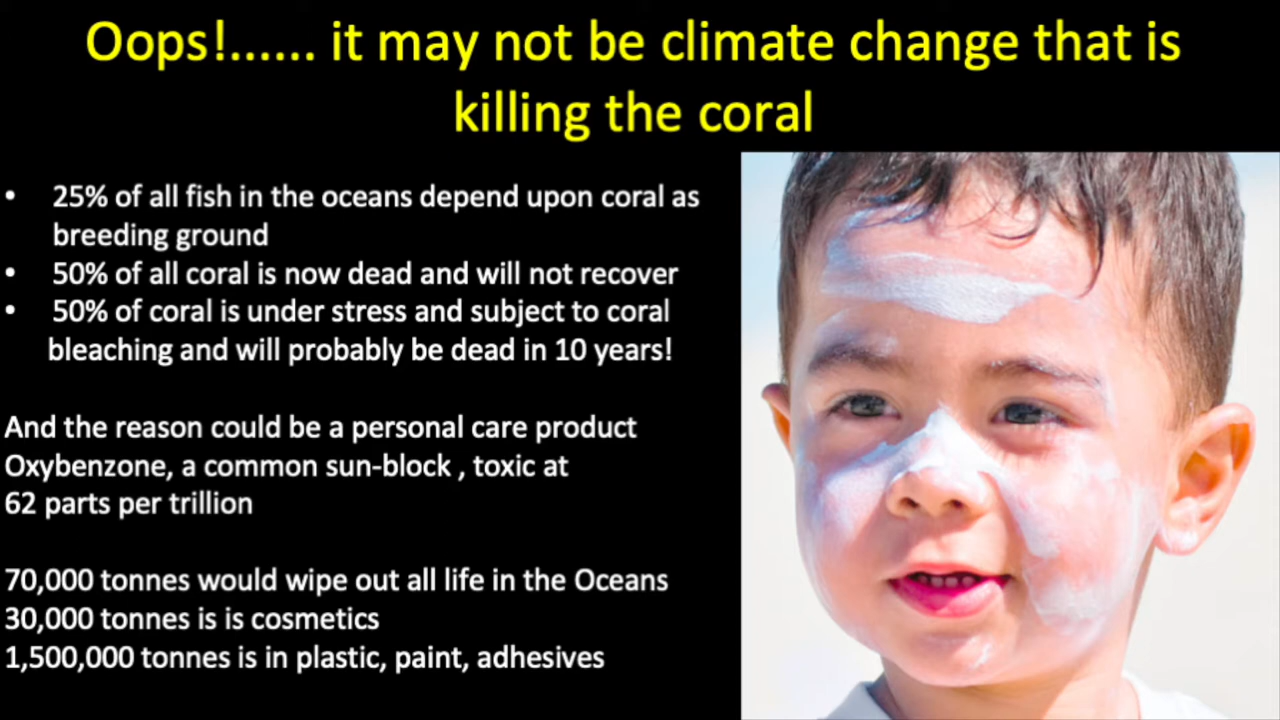 Oops!...... it may not be climate change that is
killing the coral
• 25% of all fish in the oceans depend upon coral as
breeding ground
• 50% of all coral is now dead and will not recover
• 50% of coral is under stress and subject to coral
bleaching and will probably be dead in 10 years!
And the reason could be a personal care product
Oxybenzone, a common sun-block , toxic at
62 parts per trillion
70,000 tonnes would wipe out all life in the Oceans
30,000 tonnes is is cosmetics
1,500,000 tonnes is in plastic, paint, adhesives